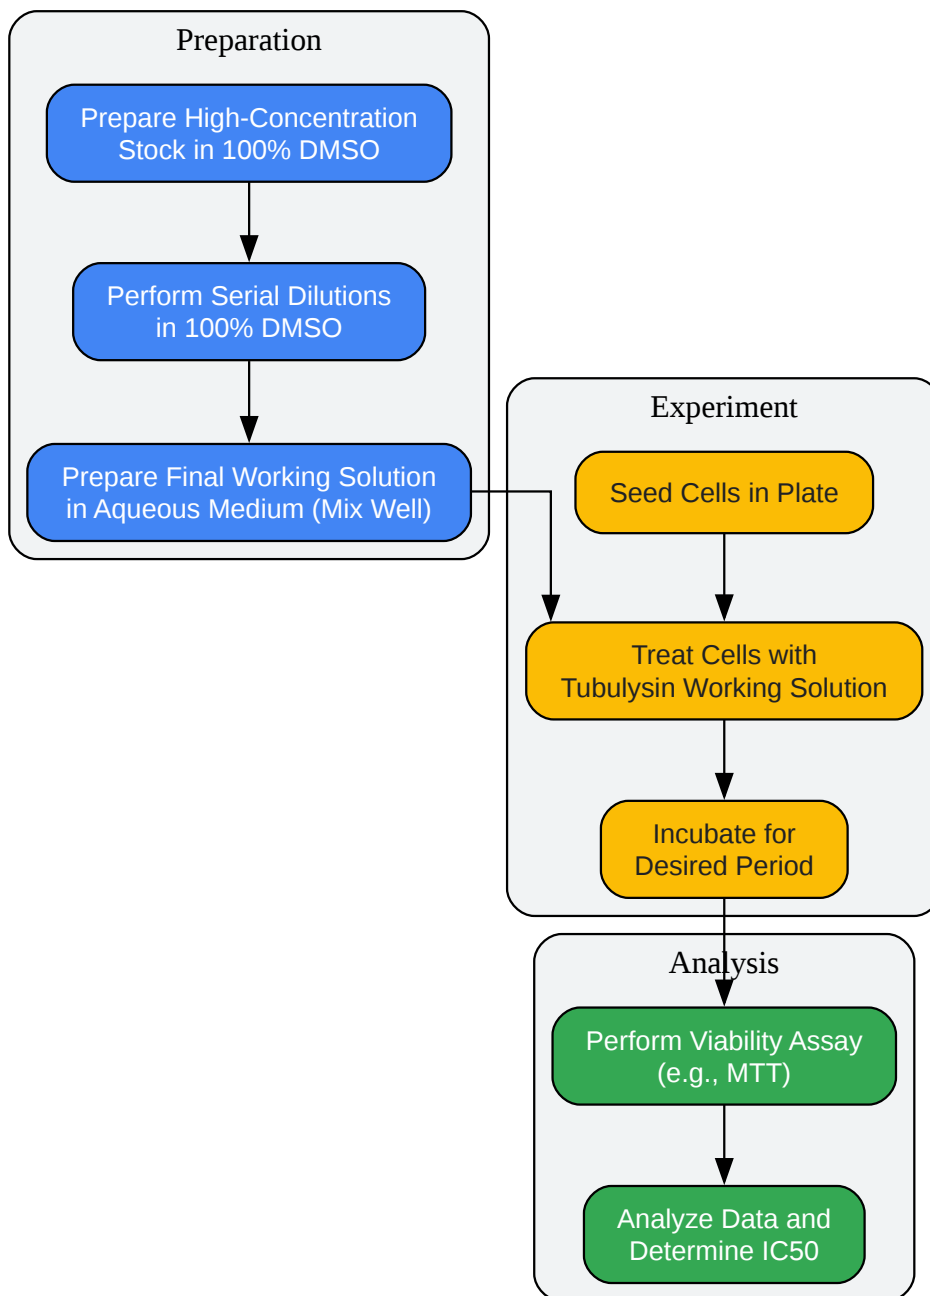 Preparation
Prepare High-Concentration
Stock in 100% DMSO
Perform Serial Dilutions
in 100% DMSO
Prepare Final Working Solution
in Aqueous Medium (Mix Well)
Experiment
Seed Cells in Plate
Treat Cells with
Tubulysin Working Solution
Incubate for
Desired Period
Analysis
Perform Viability Assay
(e.g., MTT)
Analyze Data and
Determine IC50